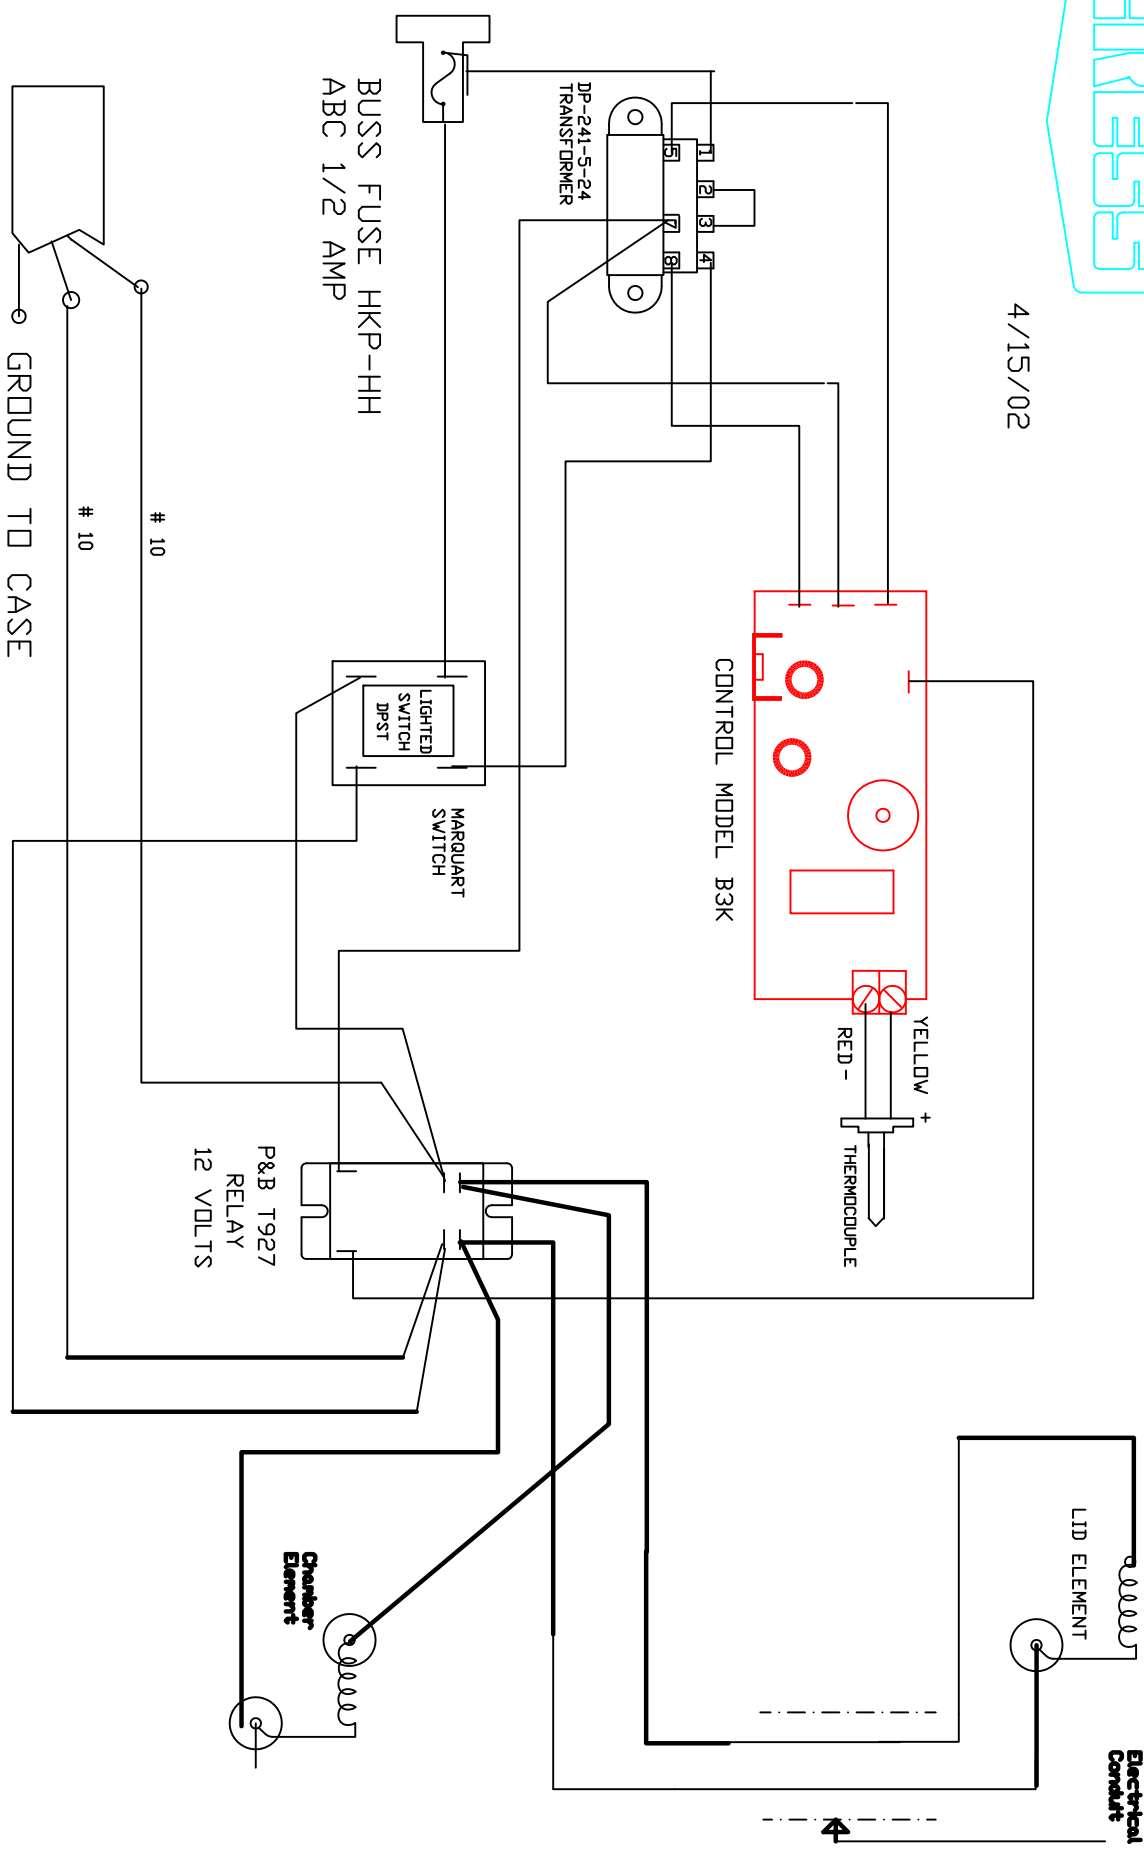 4/15/02
DP-241-5-24
TRANSFORMER
1
2
3
4
5
7
8
BUSS FUSE HKP-HH
ABC 1/2 AMP
GROUND TO CASE
# 10
# 10
LIGHTED
SWITCH
DPST
MARQUART
SWITCH
CONTROL MODEL B3K
YELLOW +
RED-
THERMOCOUPLE
P&B T927
RELAY
12 VOLTS
LID ELEMENT
Chamber
Element
Electrical
Conduit